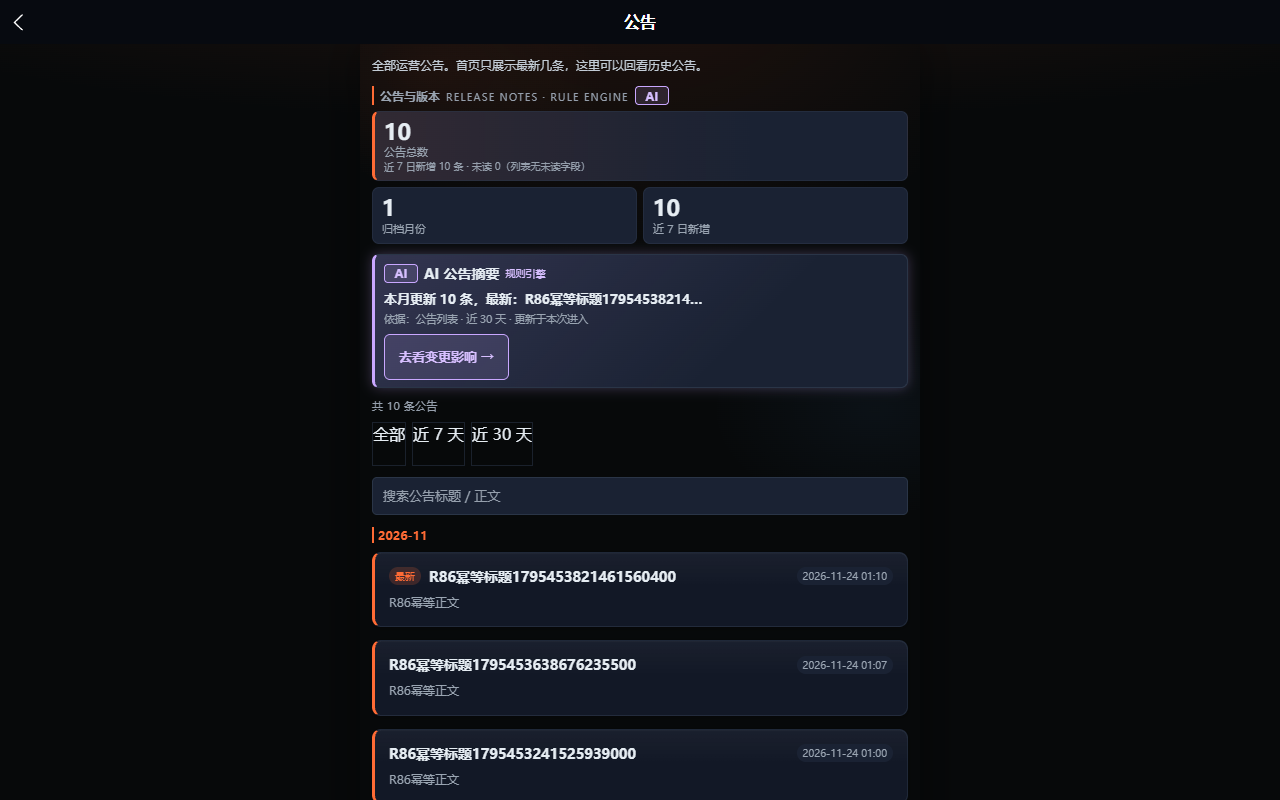 公告
全部运营公告。首页只展示最新几条，这里可以回看历史公告。
公告与版本 RELEASE NOTES · RULE ENGINE AI
10
公告总数
近 7 日新增 10 条 · 未读 0（列表无未读字段）
1
归档月份
10
近 7 日新增
AI AI 公告摘要 规则引擎
本月更新 10 条，最新：R86幂等标题17954538214...
依据：公告列表 · 近 30 天 · 更新于本次进入
去看变更影响 →
共 10 条公告
全部 近 7 天 近 30 天
搜索公告标题 / 正文
2026-11
最新 R86幂等标题1795453821461560400 2026-11-24 01:10
R86幂等正文
R86幂等标题1795453638676235500 2026-11-24 01:07
R86幂等正文
R86幂等标题1795453241525939000 2026-11-24 01:00
R86幂等正文